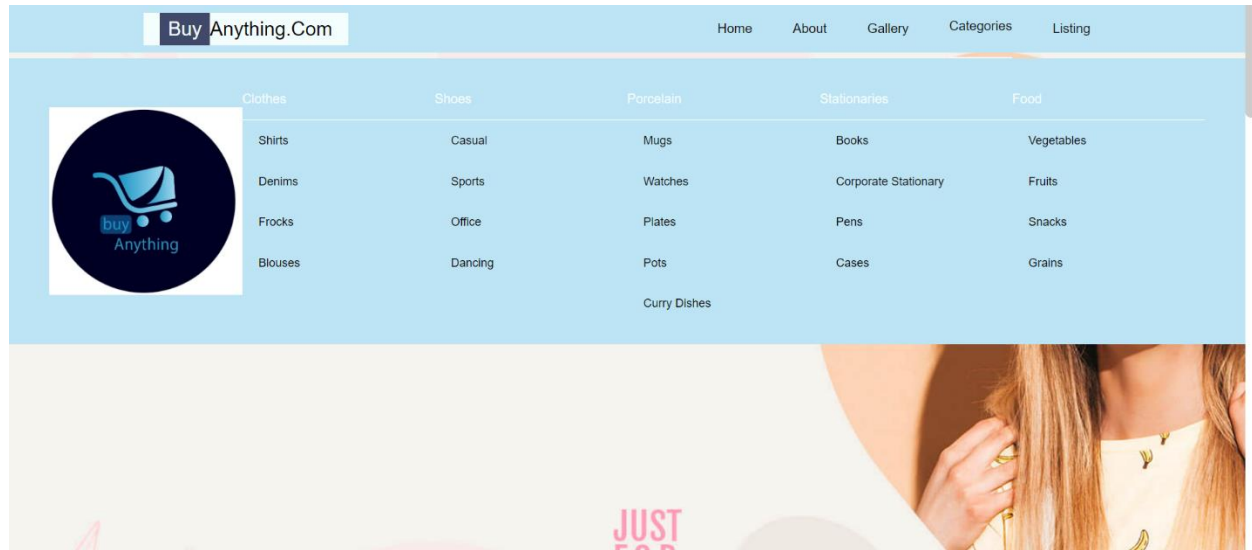 Buy Anything.Com Home About Gallery Categories Listing
Clothes Shoes Porcelain Stationaries Food
Shirts Casual Mugs Books Vegetables
Denims Sports Watches Corporate Stationary Fruits
Frocks Office Plates Pens Snacks
Blouses Dancing Pots Cases Grains
Curry Dishes
buy
Anything
JUST
FOR